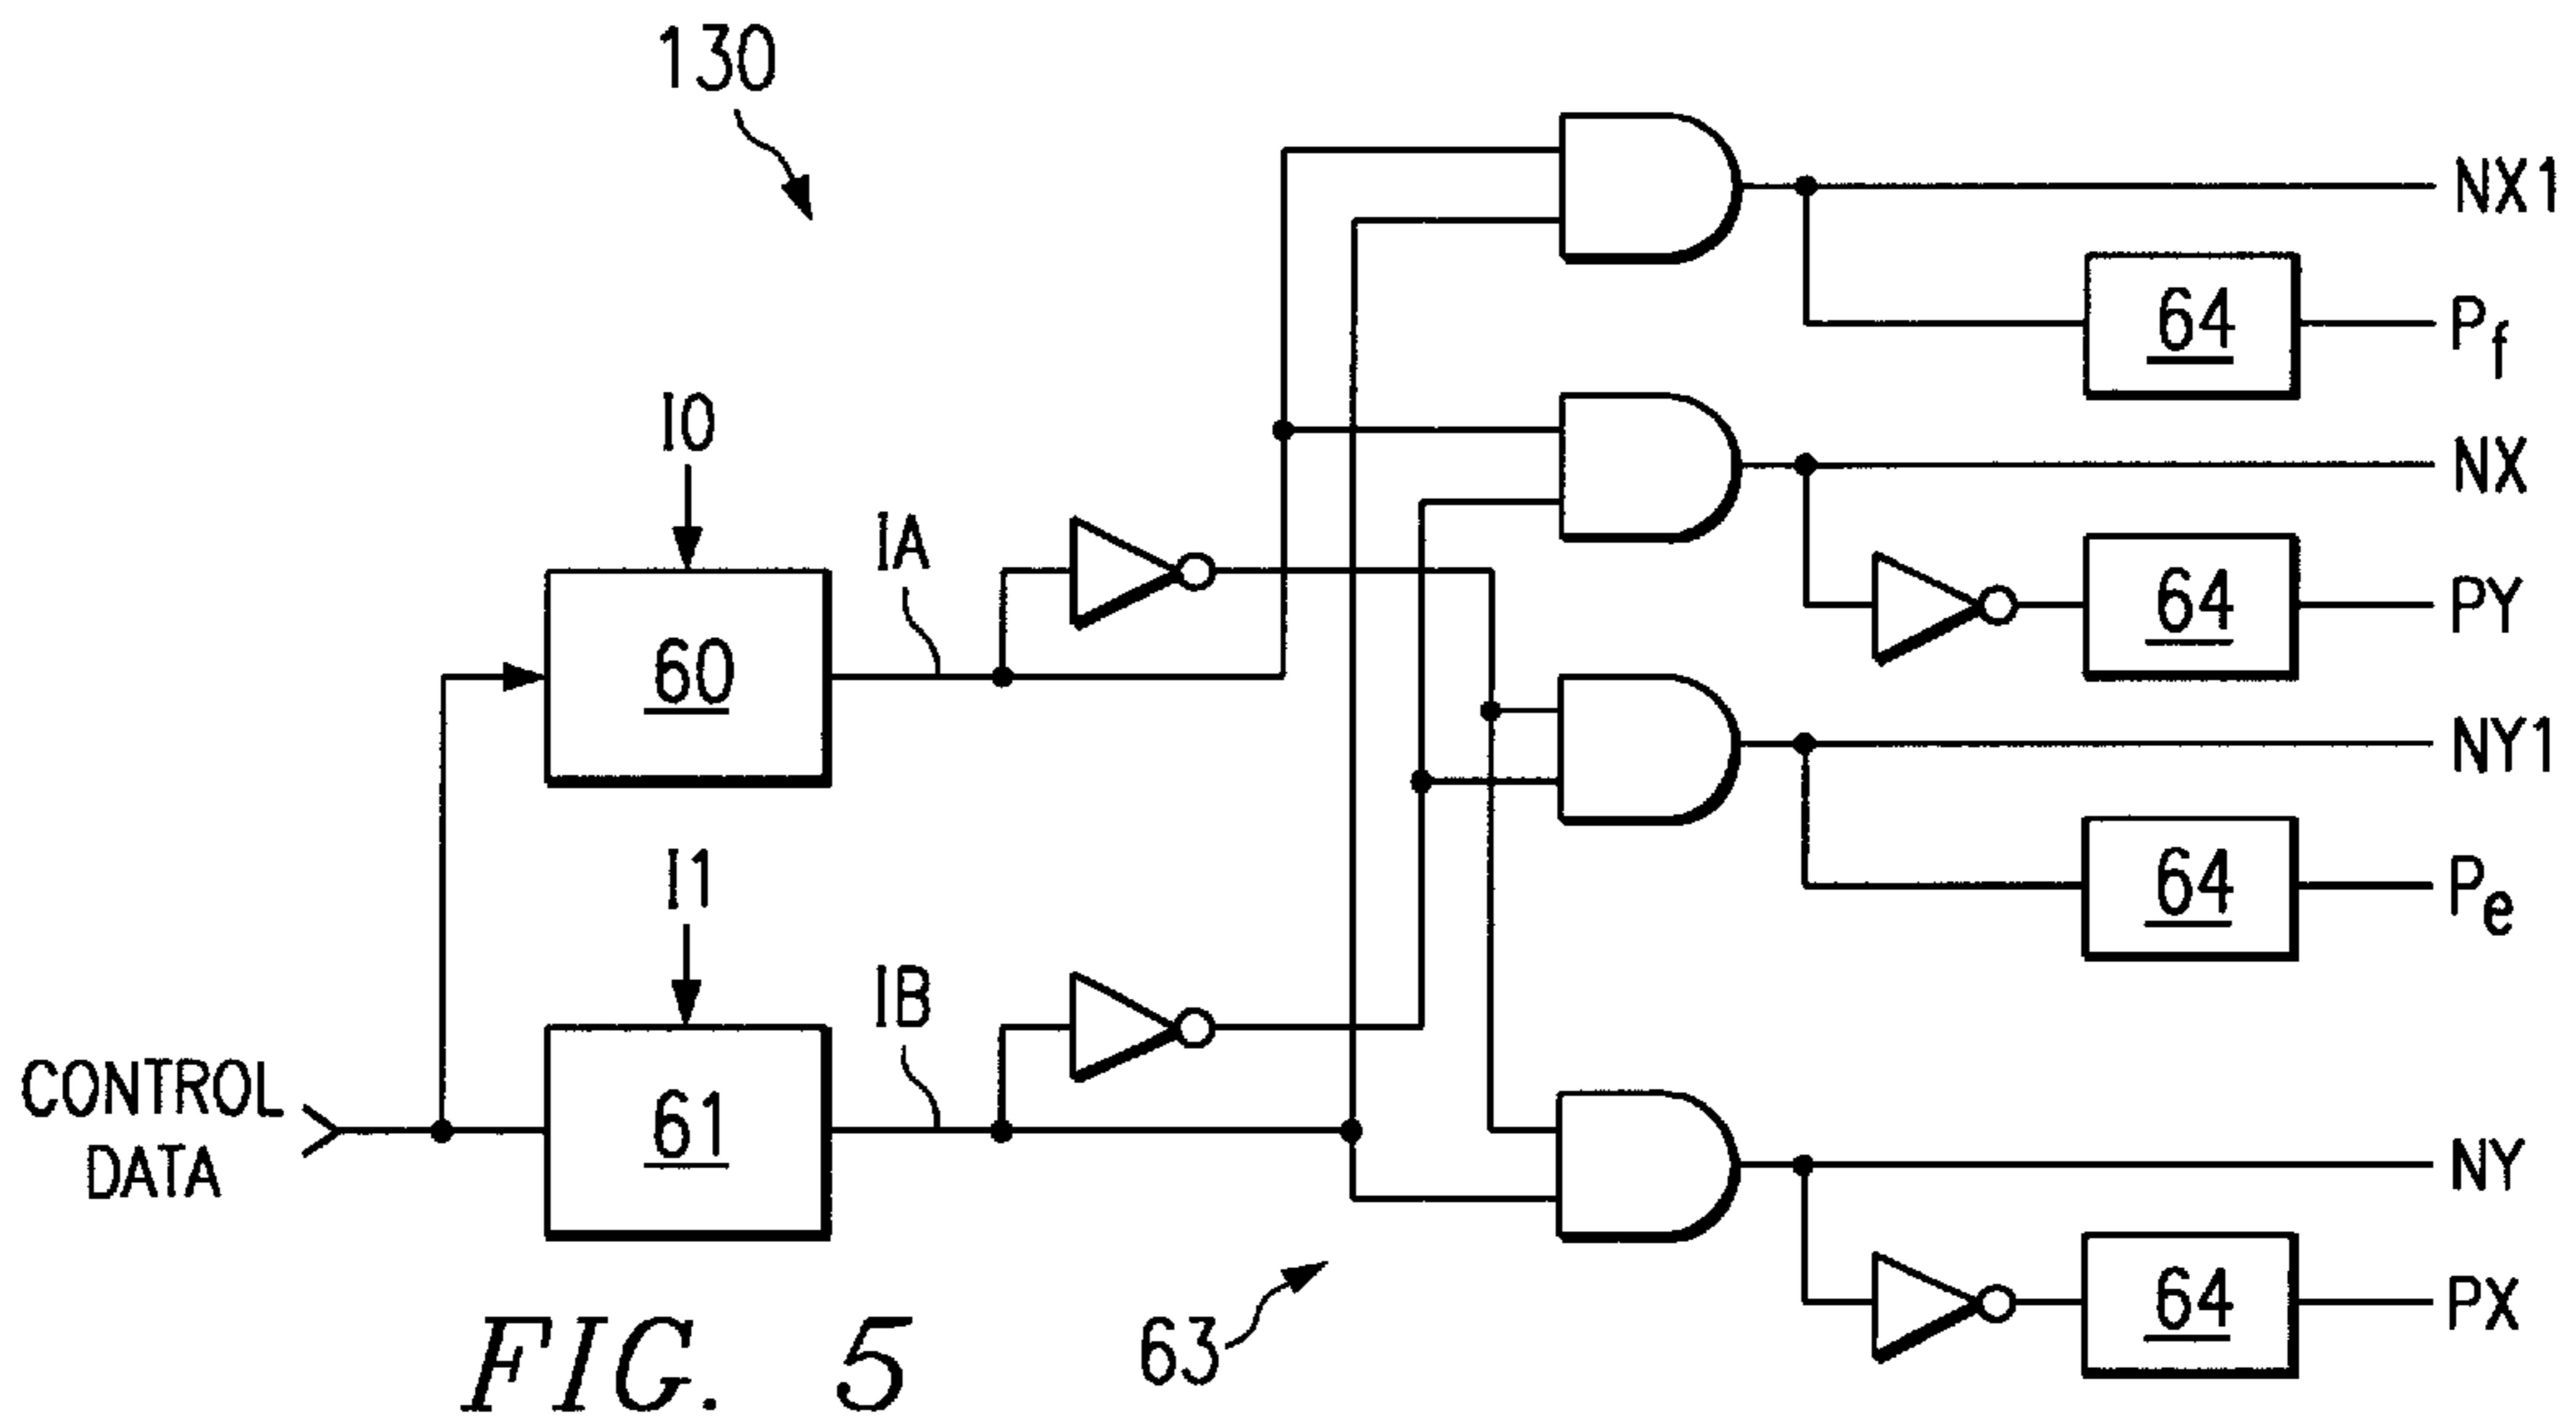 130
NX1
64
Pf
I0
NX
IA
64
PY
60
NY1
I1
64
Pe
IB
CONTROL
DATA
61
NY
64
PX
63
FIG. 5